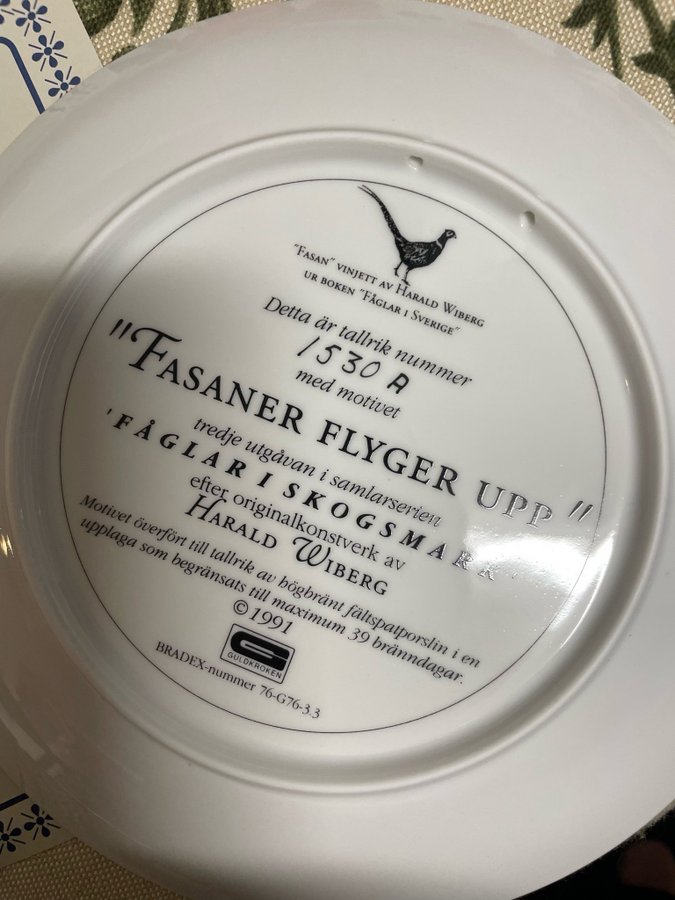 "FASAN" VINJETT AV HARALD WIBERG
UR BOKEN "FÅGLAR I SVERIGE"
Detta är tallrik nummer
1530 A
med motivet
"FASANER FLYGER UPP"
tredje utgåvan i samlarserien
'FÅGLAR I SKOGSMARK'
efter originalkonstverk av
HARALD WIBERG
Motivet överfört till tallrik av högbränt fältspatporslin i en
upplaga som begränsats till maximum 39 bränndagar.
© 1991
G
GULDKROKEN
BRADEX-nummer 76-G76-3.3